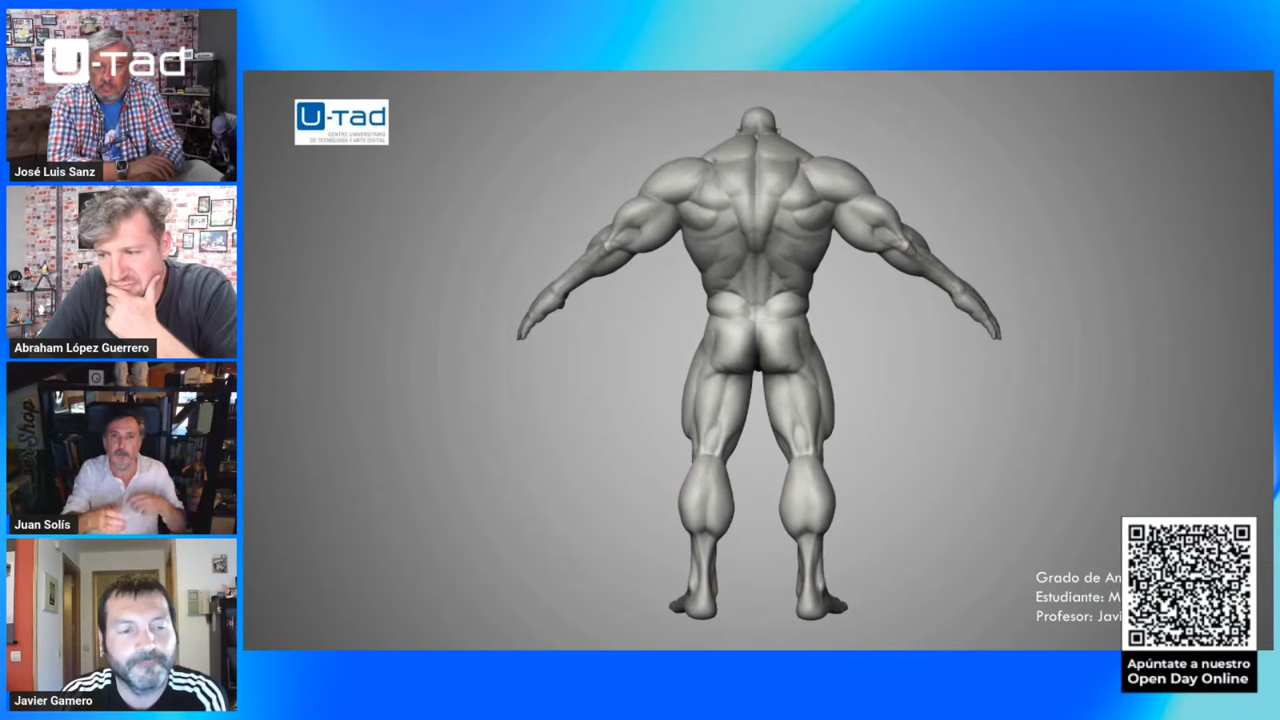 U-Tad
José Luis Sanz
Abraham López Guerrero
Juan Solís
Javier Gamero
U-Tad
CENTRO UNIVERSITARIO
DE TECNOLOGÍA Y ARTE DIGITAL
Grado de An
Estudiante: M
Profesor: Javi
Apúntate a nuestro
Open Day Online